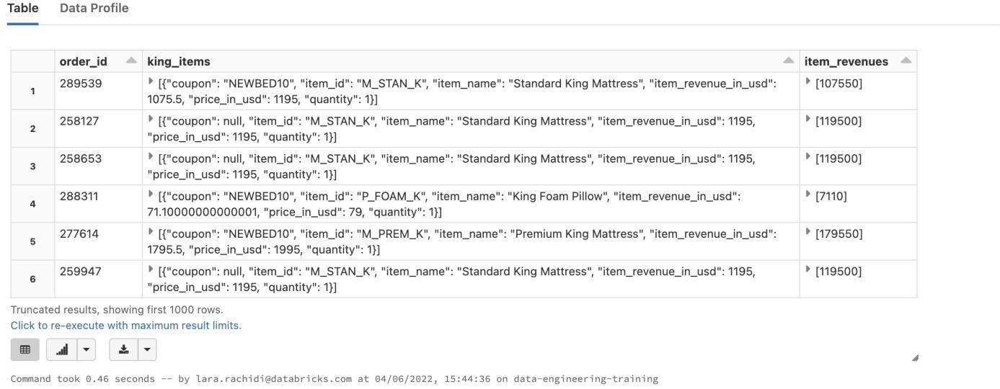 Table Data Profile
order_id king_items item_revenues
1 289539 [{"coupon": "NEWBED10", "item_id": "M_STAN_K", "item_name": "Standard King Mattress", "item_revenue_in_usd": [107550]
1075.5, "price_in_usd": 1195, "quantity": 1}]
2 258127 [{"coupon": null, "item_id": "M_STAN_K", "item_name": "Standard King Mattress", "item_revenue_in_usd": 1195, [119500]
"price_in_usd": 1195, "quantity": 1}]
3 258653 [{"coupon": null, "item_id": "M_STAN_K", "item_name": "Standard King Mattress", "item_revenue_in_usd": 1195, [119500]
"price_in_usd": 1195, "quantity": 1}]
4 288311 [{"coupon": "NEWBED10", "item_id": "P_FOAM_K", "item_name": "King Foam Pillow", "item_revenue_in_usd": [7110]
71.10000000000001, "price_in_usd": 79, "quantity": 1}]
5 277614 [{"coupon": "NEWBED10", "item_id": "M_PREM_K", "item_name": "Premium King Mattress", "item_revenue_in_usd": [179550]
1795.5, "price_in_usd": 1995, "quantity": 1}]
6 259947 [{"coupon": null, "item_id": "M_STAN_K", "item_name": "Standard King Mattress", "item_revenue_in_usd": 1195, [119500]
"price_in_usd": 1195, "quantity": 1}]
Truncated results, showing first 1000 rows.
Click to re-execute with maximum result limits.
Command took 0.46 seconds -- by lara.rachidi@databricks.com at 04/06/2022, 15:44:36 on data-engineering-training